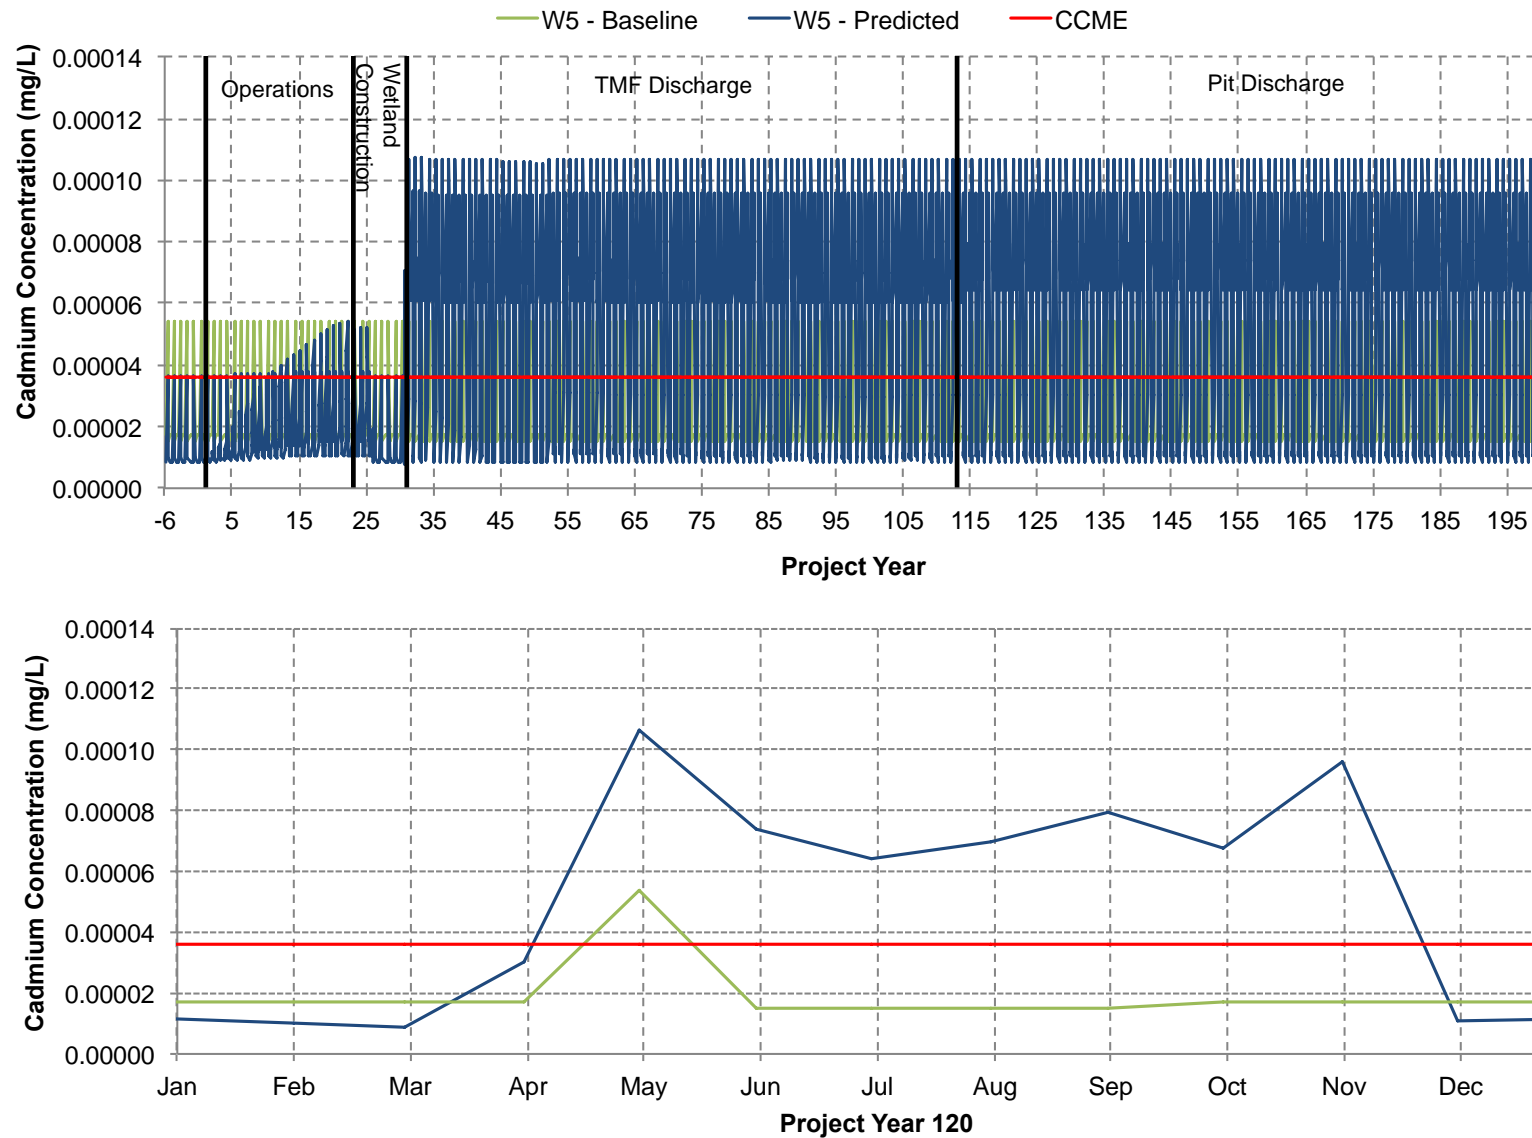 W5 - Baseline W5 - Predicted CCME
Cadmium Concentration (mg/L)
0.00014
0.00012
0.00010
0.00008
0.00006
0.00004
0.00002
0.00000
Operations
Wetland
Construction
TMF Discharge
Pit Discharge
-6 5 15 25 35 45 55 65 75 85 95 105 115 125 135 145 155 165 175 185 195
Project Year
Cadmium Concentration (mg/L)
0.00014
0.00012
0.00010
0.00008
0.00006
0.00004
0.00002
0.00000
Jan Feb Mar Apr May Jun Jul Aug Sep Oct Nov Dec
Project Year 120